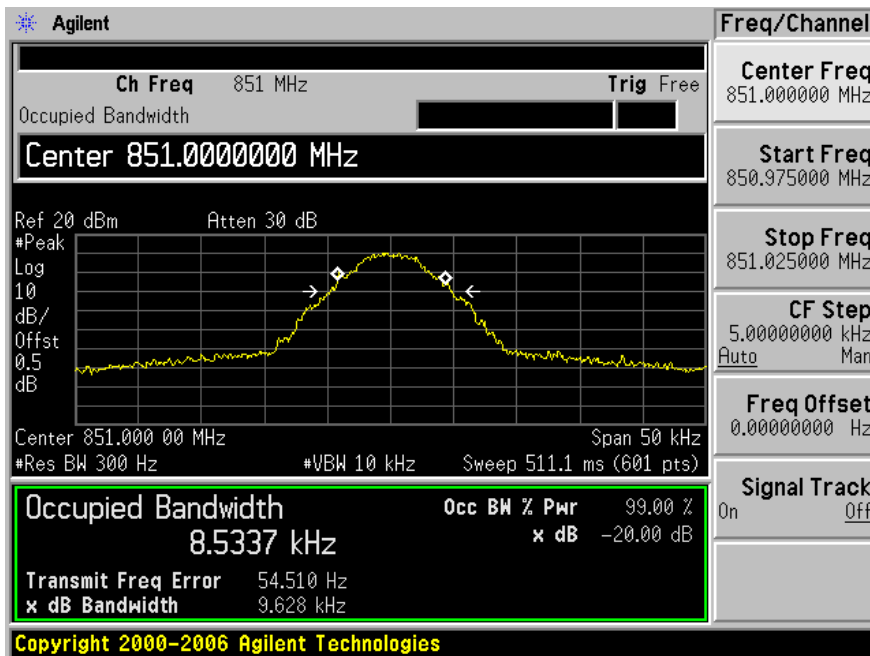 Agilent
Freq/Channel
Ch Freq 851 MHz Trig Free
Occupied Bandwidth
Center 851.0000000 MHz
Ref 20 dBm Atten 30 dB
#Peak
Log
10
dB/
Offst
0.5
dB
Center 851.000 00 MHz Span 50 kHz
#Res BW 300 Hz #VBW 10 kHz Sweep 511.1 ms (601 pts)
Occupied Bandwidth Occ BW % Pwr 99.00 %
8.5337 kHz x dB -20.00 dB
Transmit Freq Error 54.510 Hz
x dB Bandwidth 9.628 kHz
Copyright 2000-2006 Agilent Technologies
Center Freq
851.000000 MHz
Start Freq
850.975000 MHz
Stop Freq
851.025000 MHz
CF Step
5.00000000 kHz
Auto Man
Freq Offset
0.00000000 Hz
Signal Track
On Off